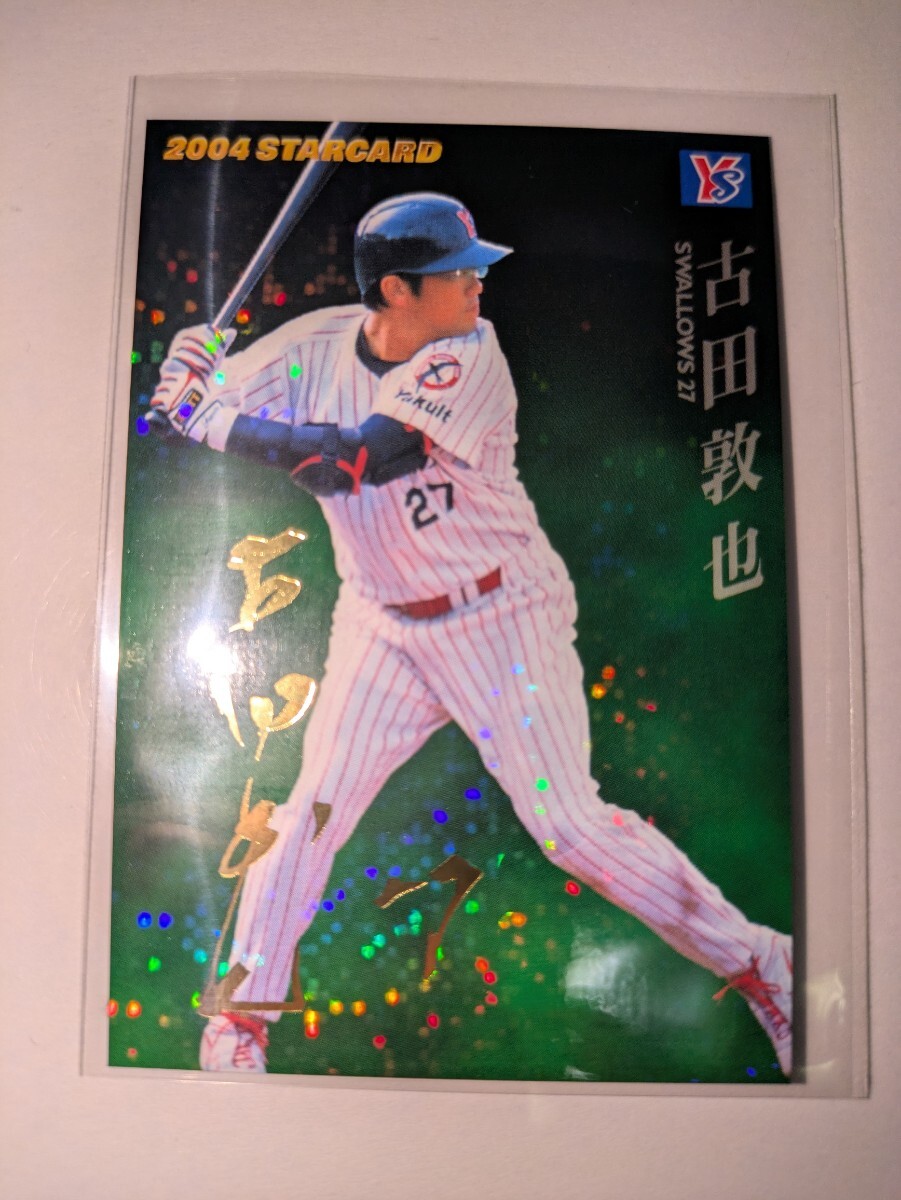 2004 STARCARD
YS
古田敦也
SWALLOWS 27
Yakult
27